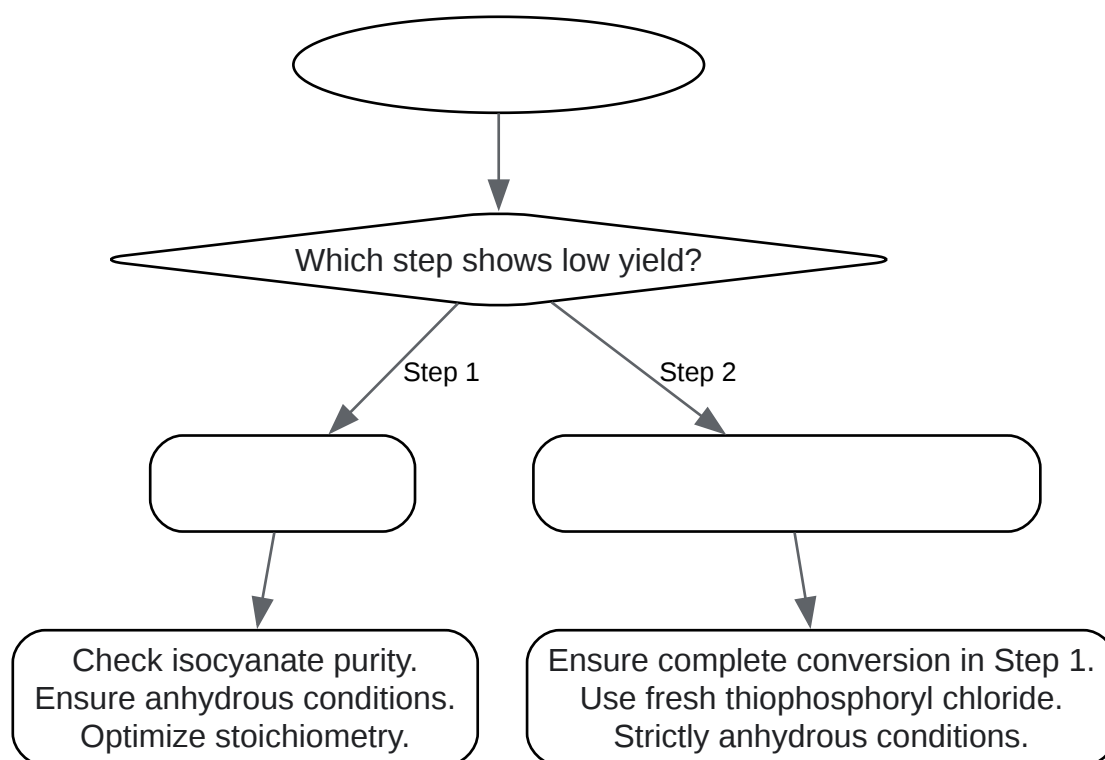 Which step shows low yield?
Step 1
Step 2
Check isocyanate purity.
Ensure anhydrous conditions.
Optimize stoichiometry.
Ensure complete conversion in Step 1.
Use fresh thiophosphoryl chloride.
Strictly anhydrous conditions.